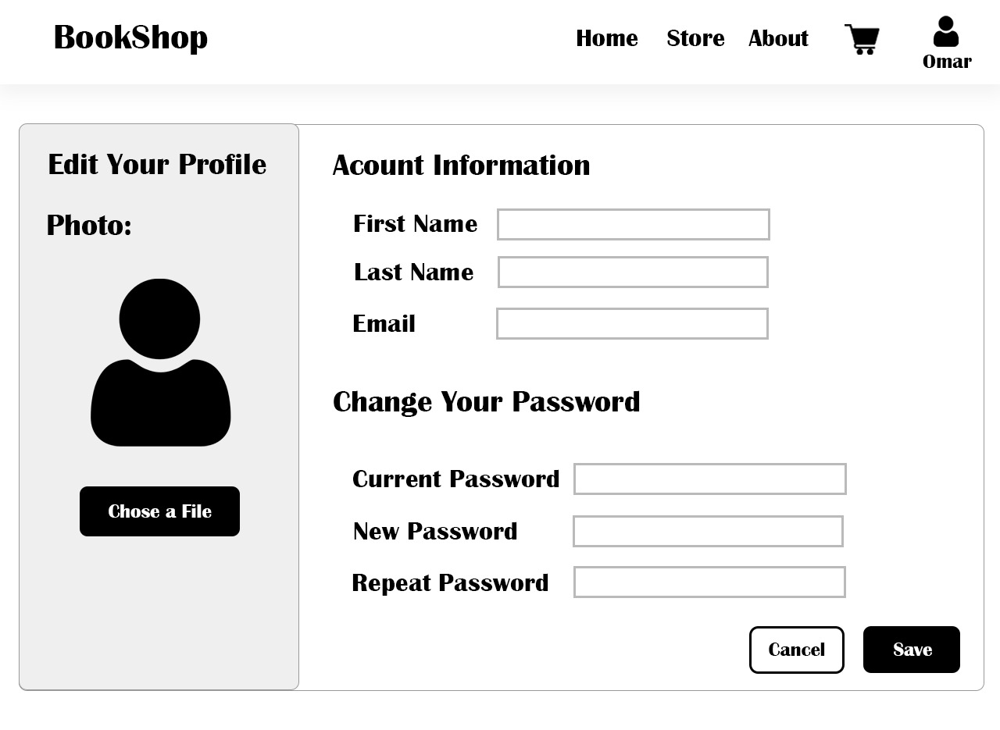 BookShop
Home Store About
Omar
Edit Your Profile
Photo:
Chose a File
Acount Information
First Name
Last Name
Email
Change Your Password
Current Password
New Password
Repeat Password
Cancel Save